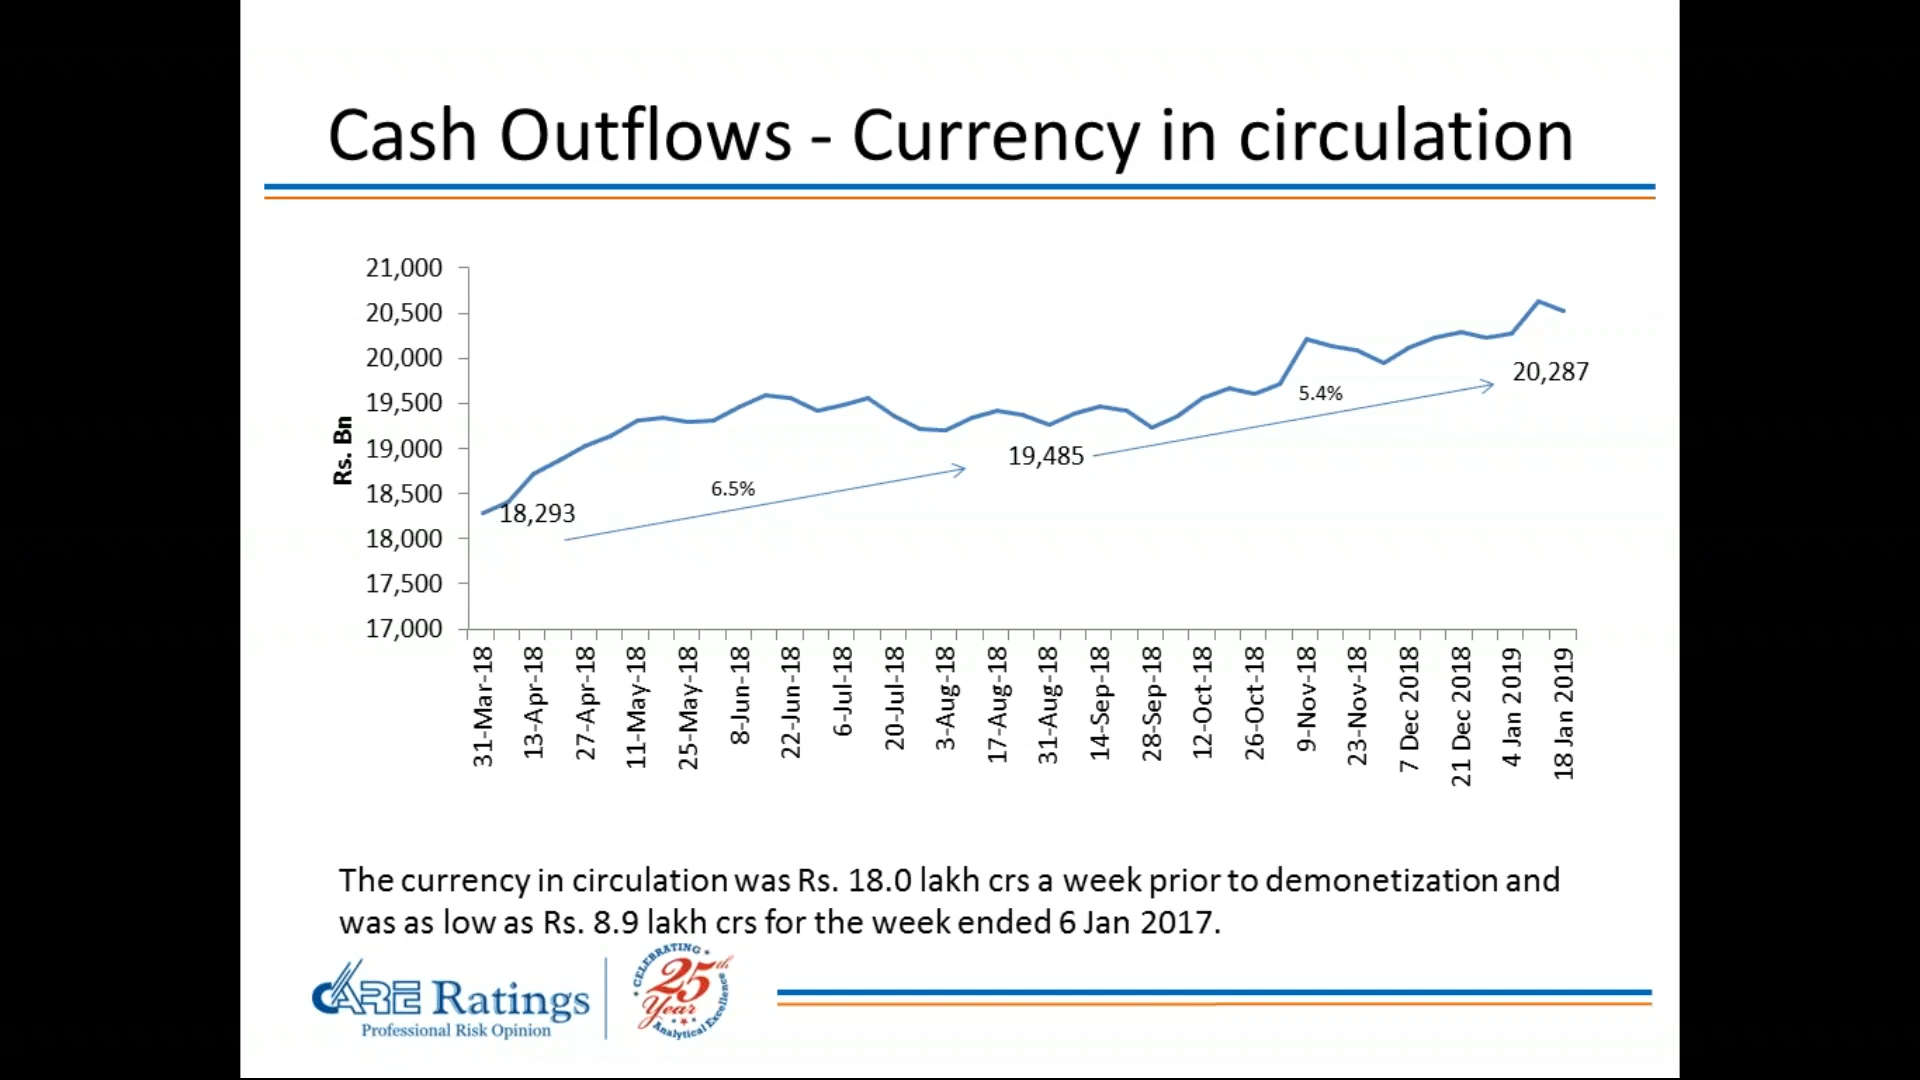 Cash Outflows - Currency in circulation
21,000
20,500
20,000
19,500
19,000
18,500
18,000
17,500
17,000
Rs. Bn
18,293
6.5%
19,485
5.4%
20,287
31-Mar-18
13-Apr-18
27-Apr-18
11-May-18
25-May-18
8-Jun-18
22-Jun-18
6-Jul-18
20-Jul-18
3-Aug-18
17-Aug-18
31-Aug-18
14-Sep-18
28-Sep-18
12-Oct-18
26-Oct-18
9-Nov-18
23-Nov-18
7 Dec 2018
21 Dec 2018
4 Jan 2019
18 Jan 2019
The currency in circulation was Rs. 18.0 lakh crs a week prior to demonetization and
was as low as Rs. 8.9 lakh crs for the week ended 6 Jan 2017.
CARE Ratings
Professional Risk Opinion
CELEBRATING
25th
Year
Analytical Excellence